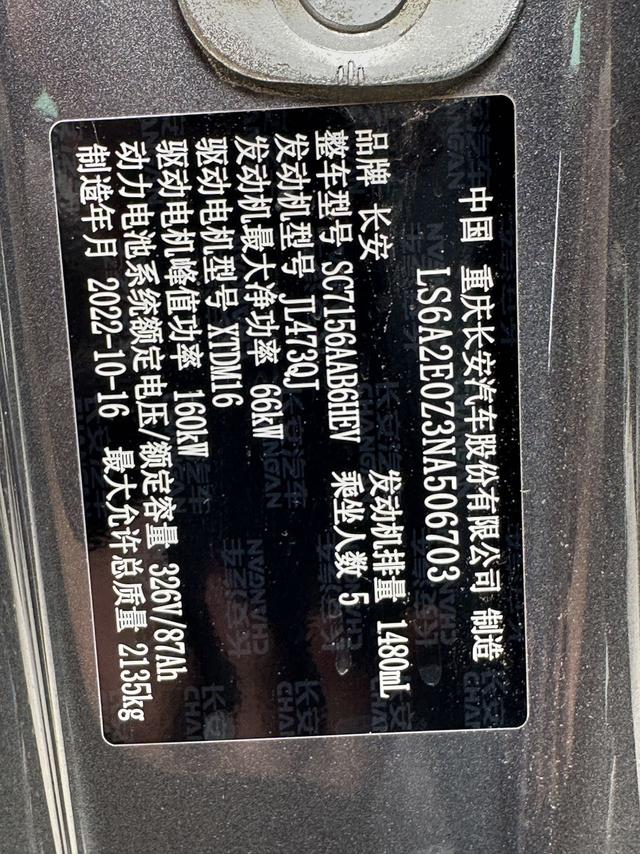 中国 重庆长安汽车股份有限公司 制造
LS6A2E0Z3NA506703
品牌 长安 发动机排量 1480mL
整车型号 SC7156AAB6HEV 乘坐人数 5
发动机型号 JL473QJ
发动机最大净功率 66kW
驱动电机型号 XTDM16
驱动电机峰值功率 160kW
动力电池系统额定电压/额定容量 326V/87Ah
制造年月 2022-10-16 最大允许总质量 2135kg